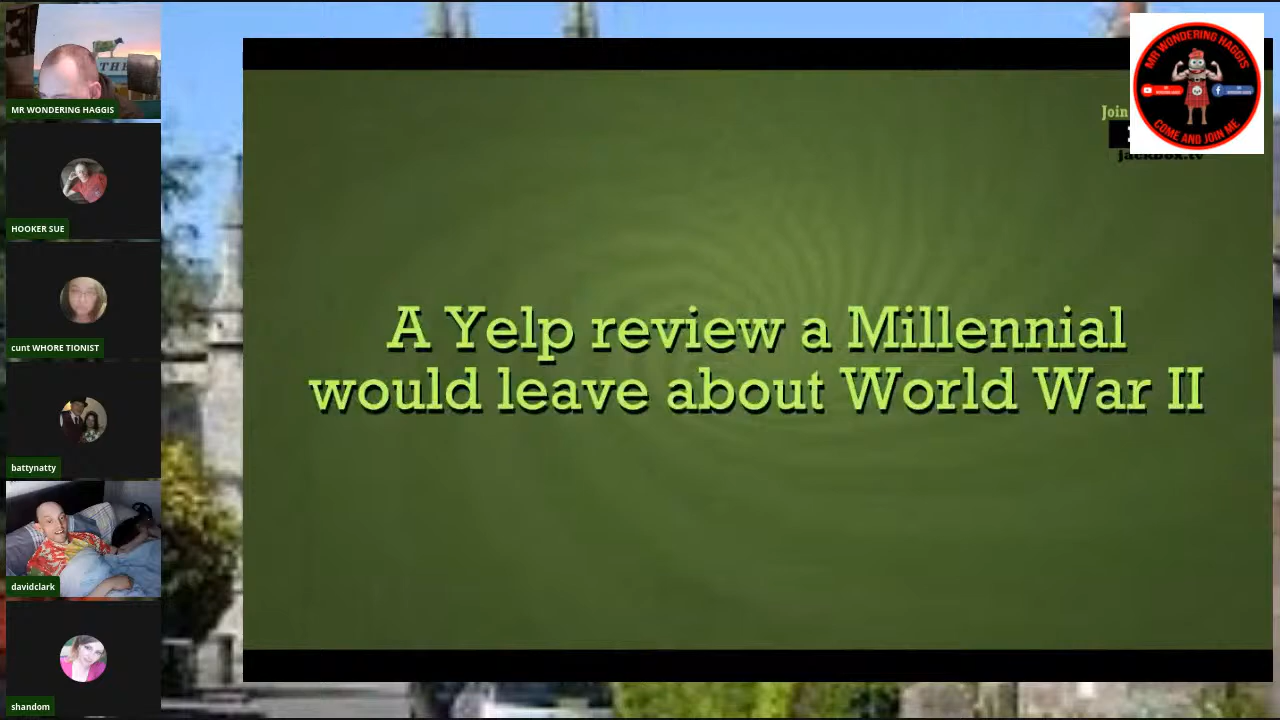 THE
MR WONDERING HAGGIS
HOOKER SUE
cunt WHORE TIONIST
battynatty
davidclark
shandom
Join
jackbox.tv
A Yelp review a Millennial
would leave about World War II
MR WONDERING HAGGIS
COME AND JOIN ME